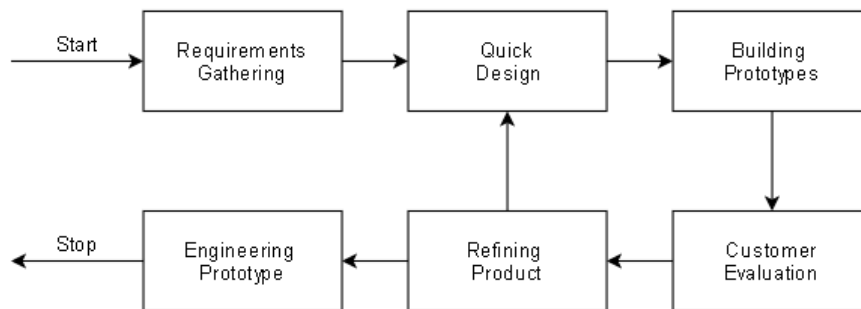 Start
Requirements
Gathering
Quick
Design
Building
Prototypes
Stop
Engineering
Prototype
Refining
Product
Customer
Evaluation